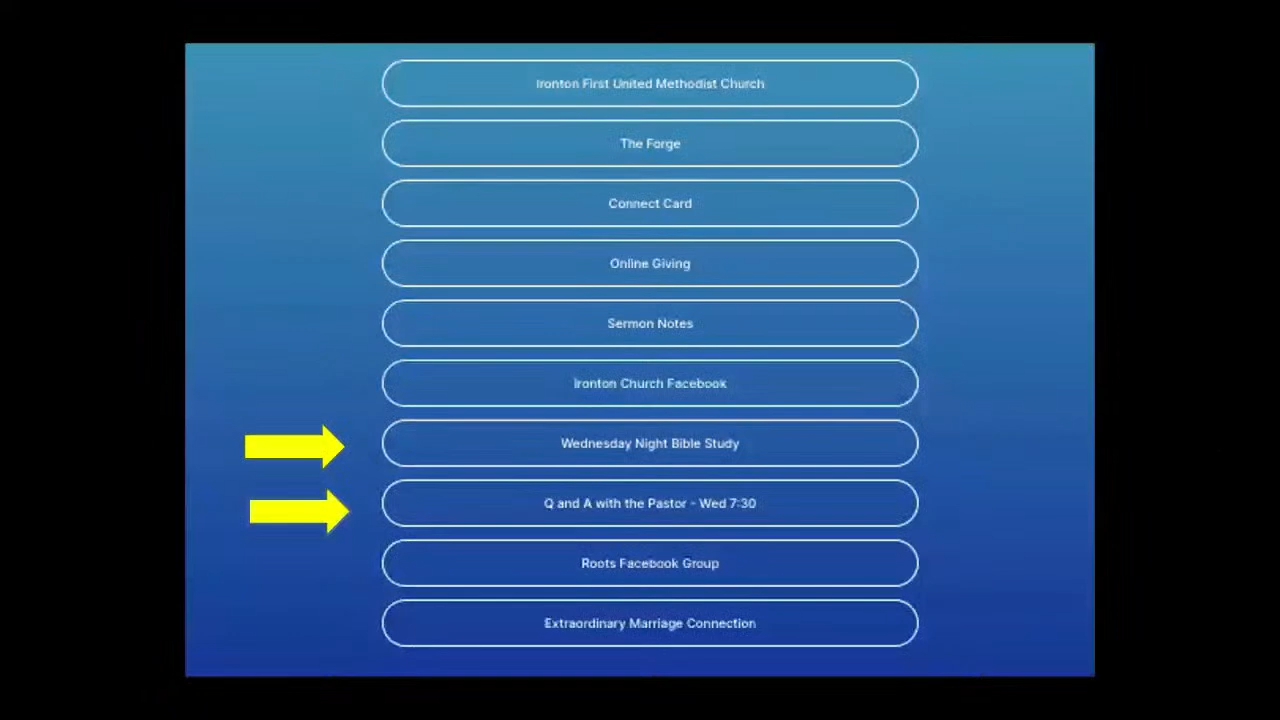 Ironton First United Methodist Church
The Forge
Connect Card
Online Giving
Sermon Notes
Ironton Church Facebook
Wednesday Night Bible Study
Q and A with the Pastor - Wed 7:30
Roots Facebook Group
Extraordinary Marriage Connection